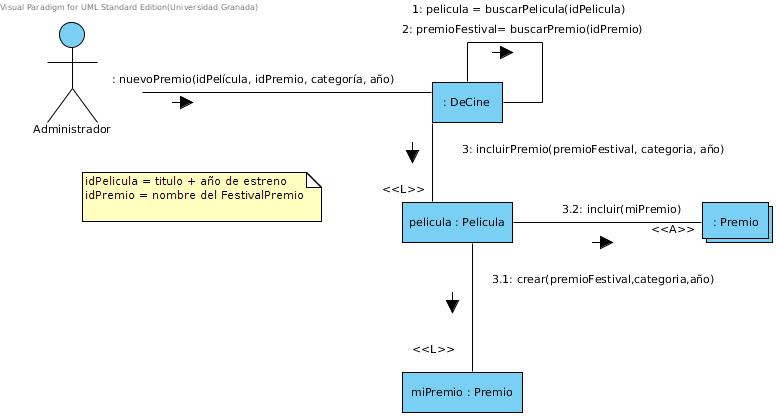 Visual Paradigm for UML Standard Edition(Universidad Granada)
1: pelicula = buscarPelicula(idPelicula)
2: premioFestival= buscarPremio(idPremio)
: nuevoPremio(idPelícula, idPremio, categoría, año)
: DeCine
Administrador
3: incluirPremio(premioFestival, categoria, año)
idPelicula = titulo + año de estreno
idPremio = nombre del FestivalPremio
<<L>>
pelicula : Pelicula
3.2: incluir(miPremio)
<<A>>
: Premio
3.1: crear(premioFestival,categoria,año)
<<L>>
miPremio : Premio